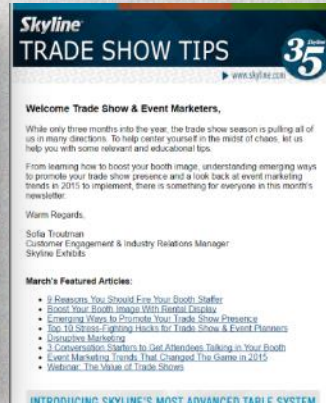 Skyline
TRADE SHOW TIPS
Skyline
35
www.skyline.com
Welcome Trade Show & Event Marketers,
While only three months into the year, the trade show season is pulling all of
us in many directions. To help center yourself in the midst of chaos, let us
help you with some relevant and educational tips.
From learning how to boost your booth image, understanding emerging ways
to promote your trade show presence and a look back at event marketing
trends in 2015 to implement, there is something for everyone in this month's
newsletter.
Warm Regards,
Sofia Troutman
Customer Engagement & Industry Relations Manager
Skyline Exhibits
March's Featured Articles:
9 Reasons You Should Fire Your Booth Staffer
Boost Your Booth Image With Rental Display
Emerging Ways to Promote Your Trade Show Presence
Top 10 Stress-Fighting Hacks for Trade Show & Event Planners
Disruptive Marketing
3 Conversation Starters to Get Attendees Talking in Your Booth
Event Marketing Trends That Changed The Game in 2015
Webinar: The Value of Trade Shows
INTRODUCING SKYLINE'S MOST ADVANCED TABLE SYSTEM